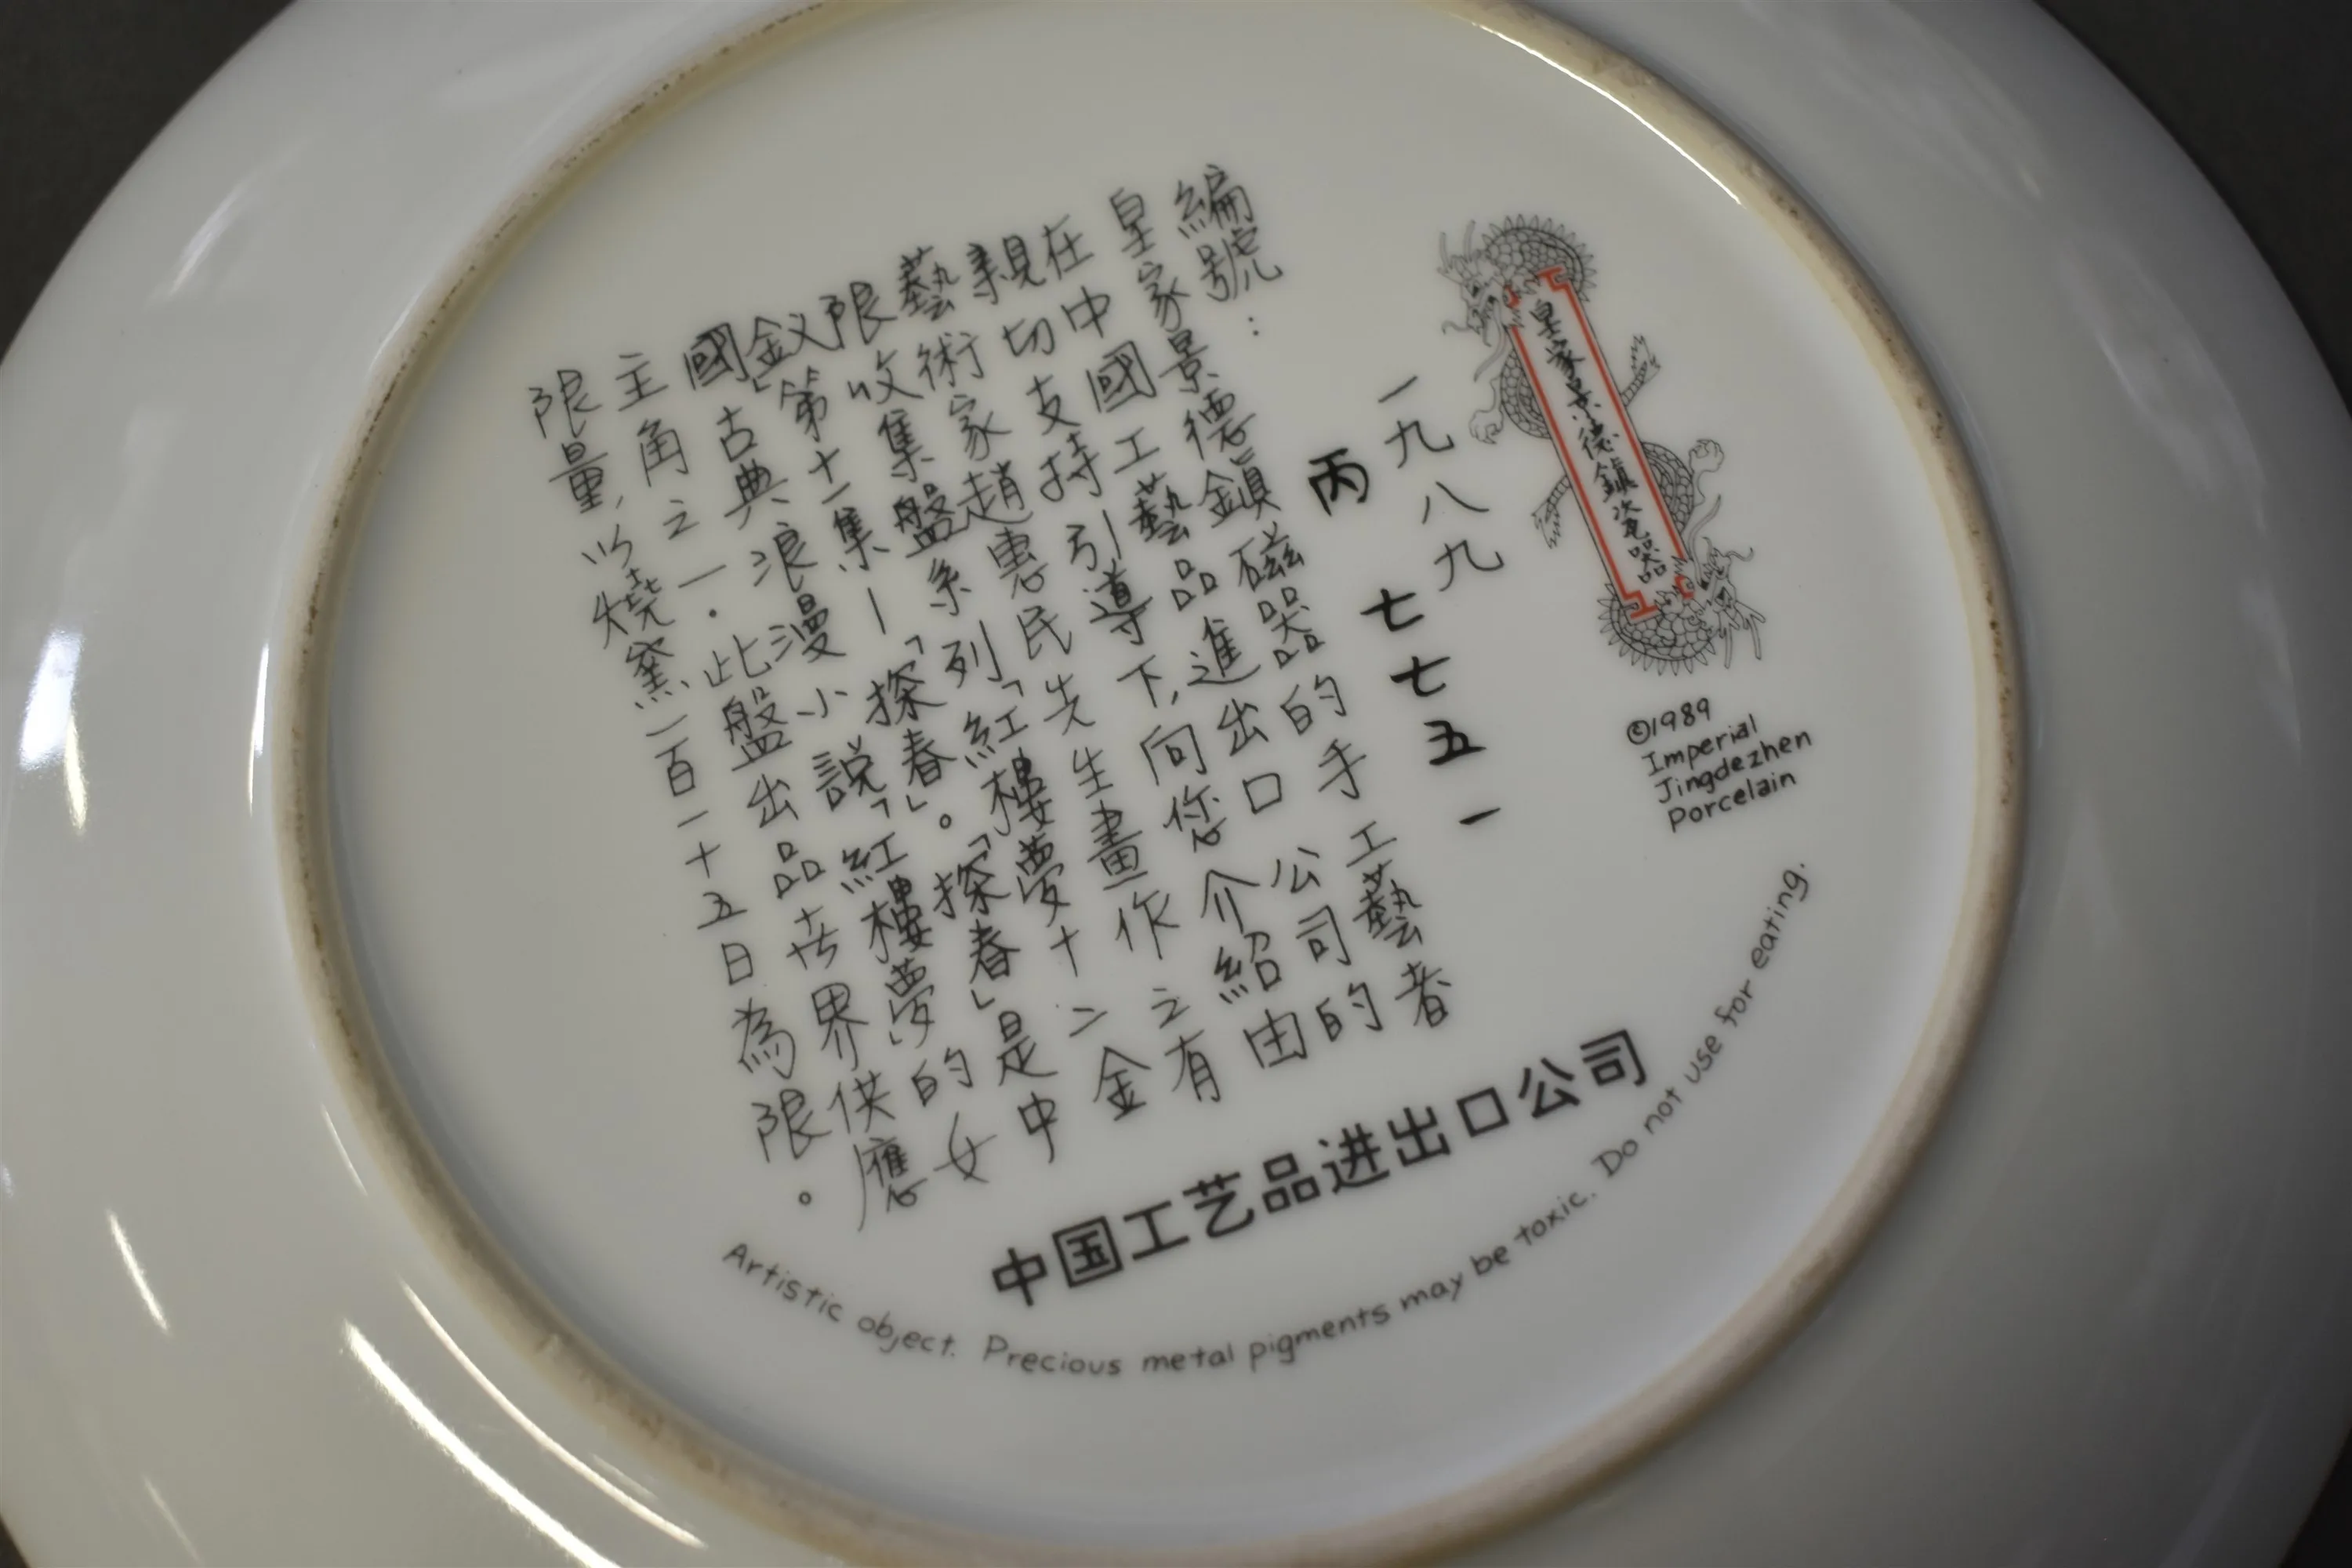 皇家景德鎮瓷器
©1989
Imperial
Jingdezhen
Porcelain
一九八九
編號: 丙七七五一
皇家景德鎮磁器的手工藝者
在中國工藝品進出口公司的
親切支持引導下,向您介紹由
藝術家趙惠民先生畫作之有
限收集盤系列「紅樓夢十二金
釵」第十一集—「探春」。「探春」是中
國古典浪漫小說「紅樓夢」的女
主角之一.此盤出品世界供應
限量,以燒窯一百一十五日為限。
中国工艺品进出口公司
Artistic object. Precious metal pigments may be toxic. Do not use for eating.